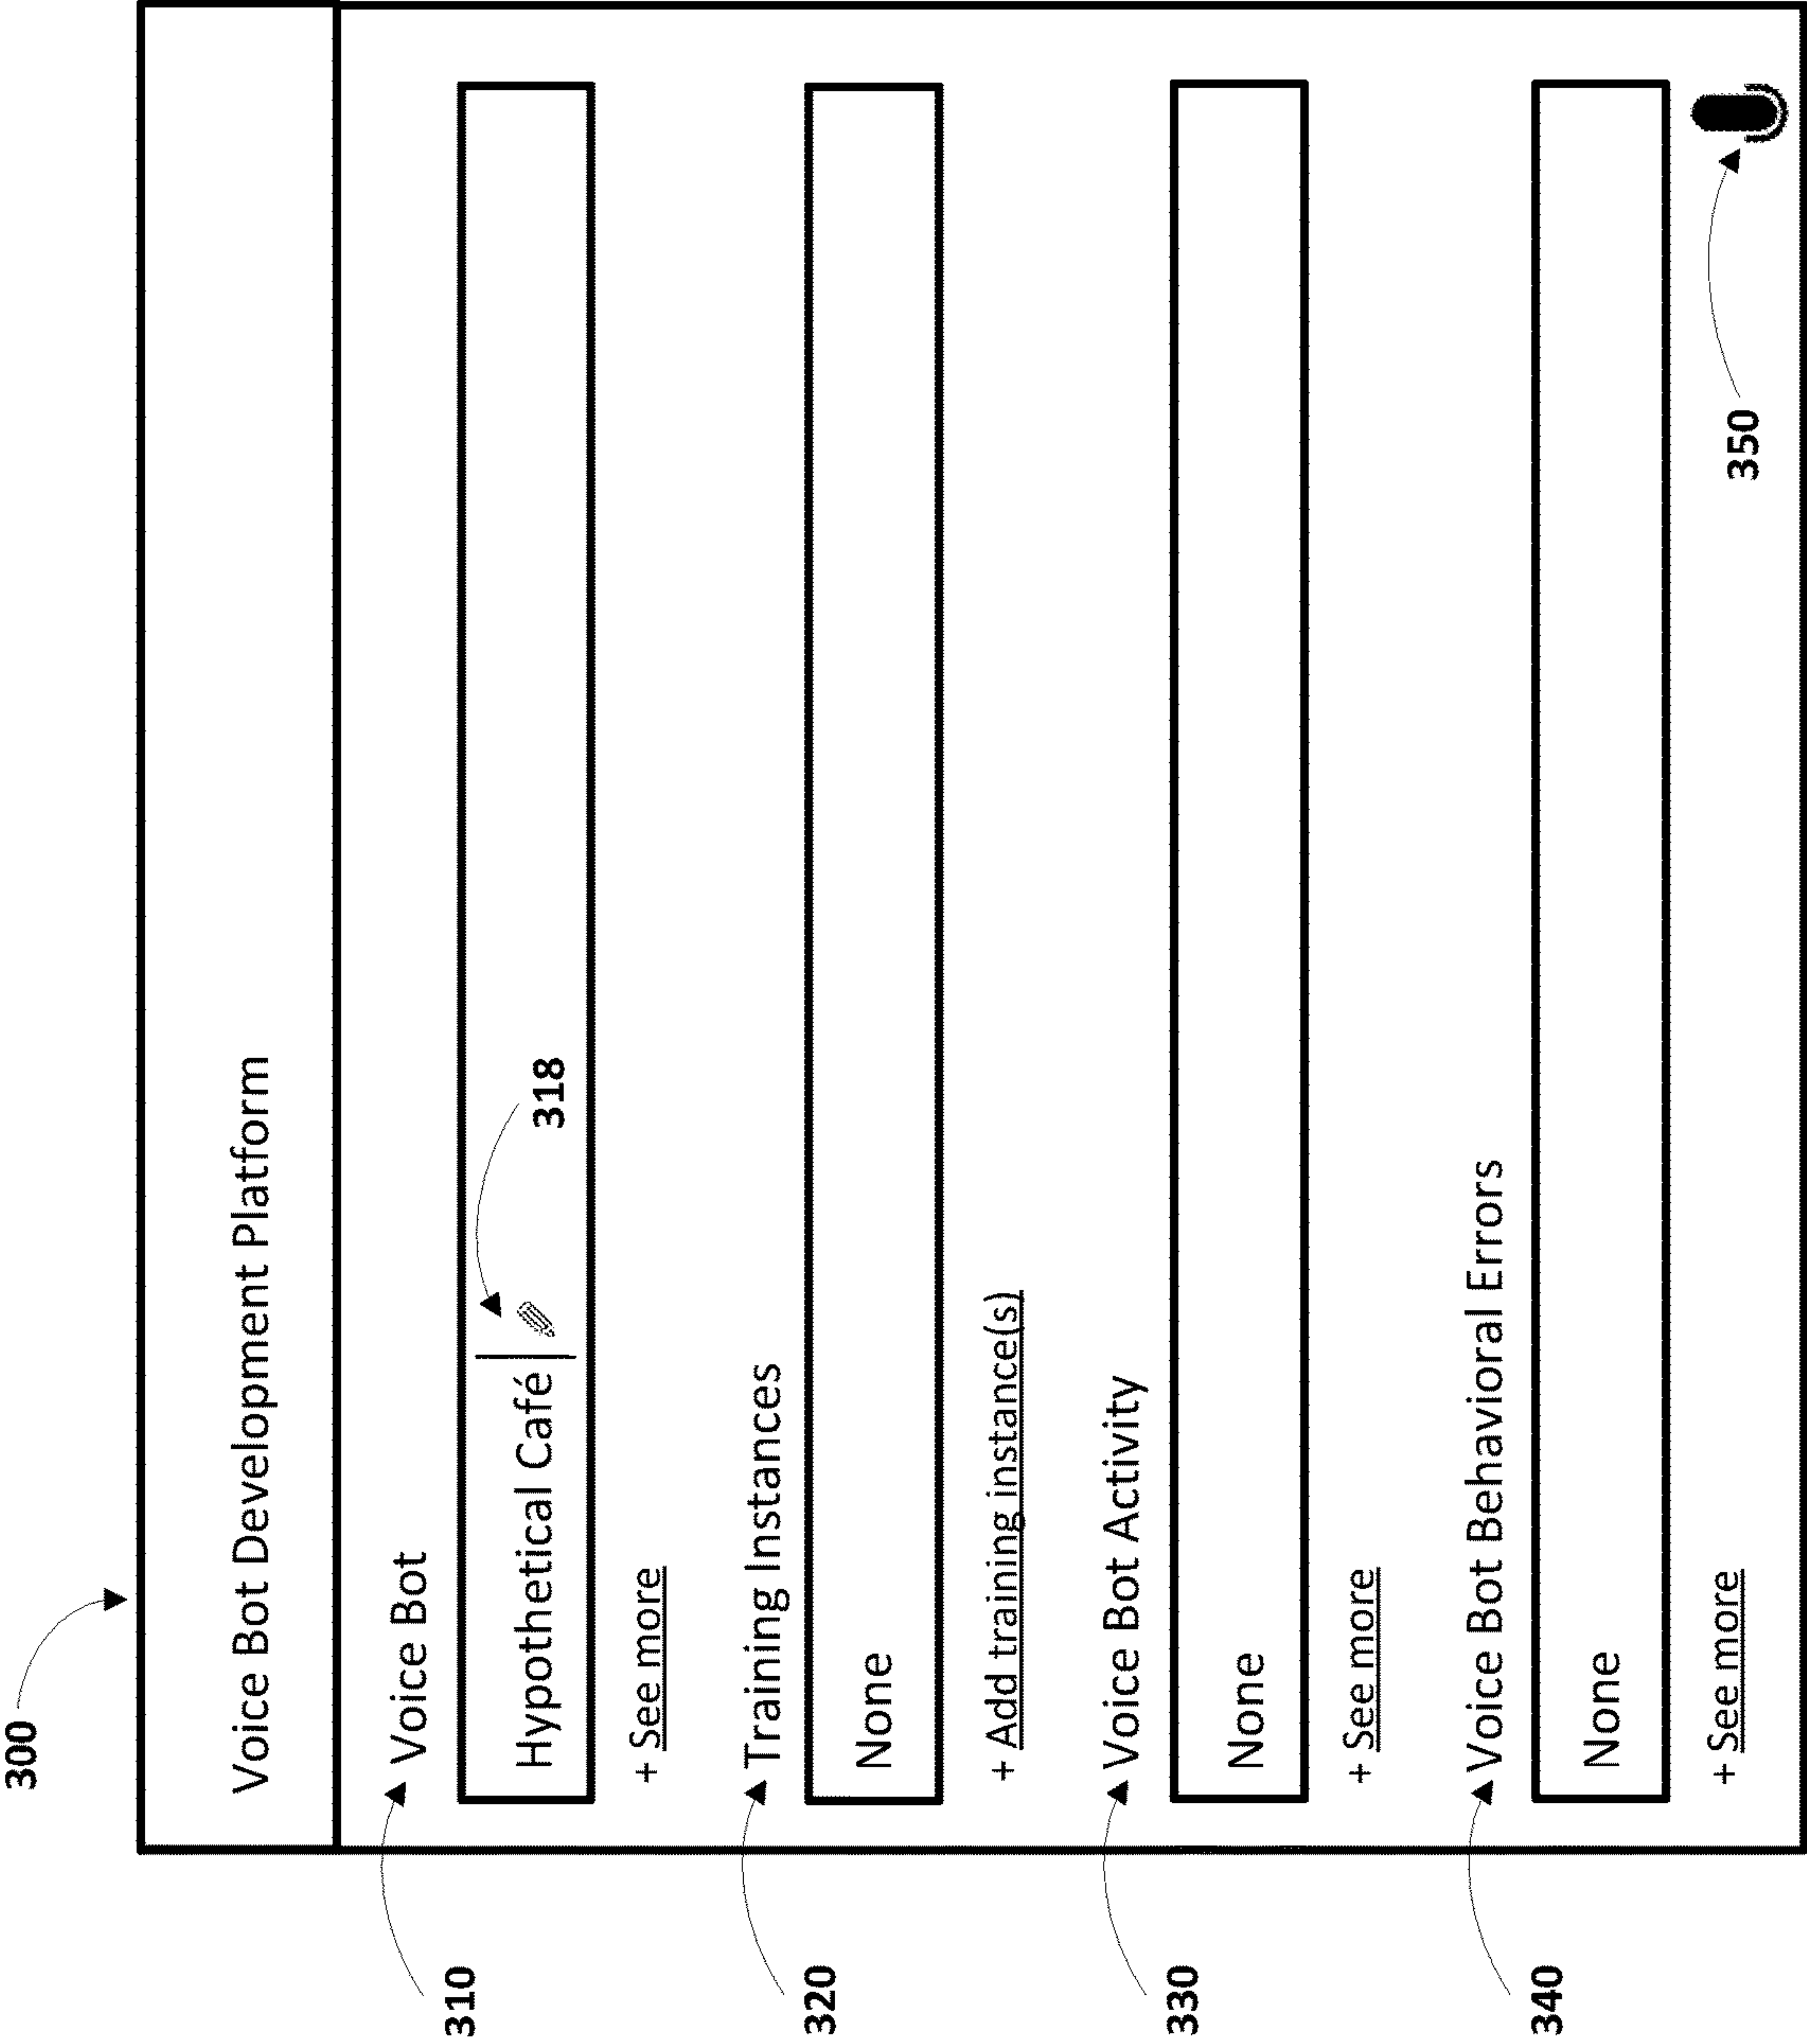 300
Voice Bot Development Platform
310
Voice Bot
Hypothetical Café
318
+ See more
320
Training Instances
None
+ Add training instance(s)
330
Voice Bot Activity
None
+ See more
340
Voice Bot Behavioral Errors
None
+ See more
350